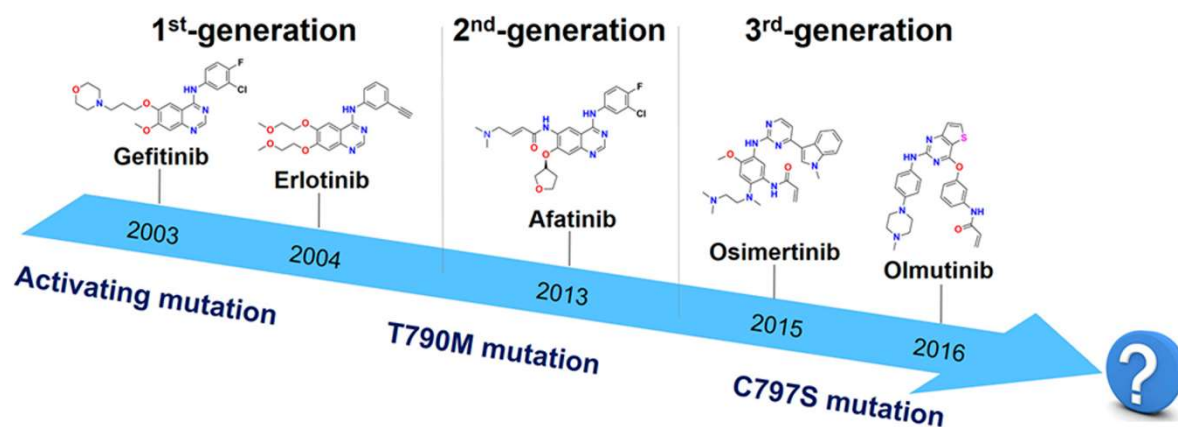 1st-generation
2nd-generation
3rd-generation
Gefitinib
Erlotinib
Afatinib
Osimertinib
Olmutinib
2003
2004
2013
2015
2016
Activating mutation
T790M mutation
C797S mutation
?